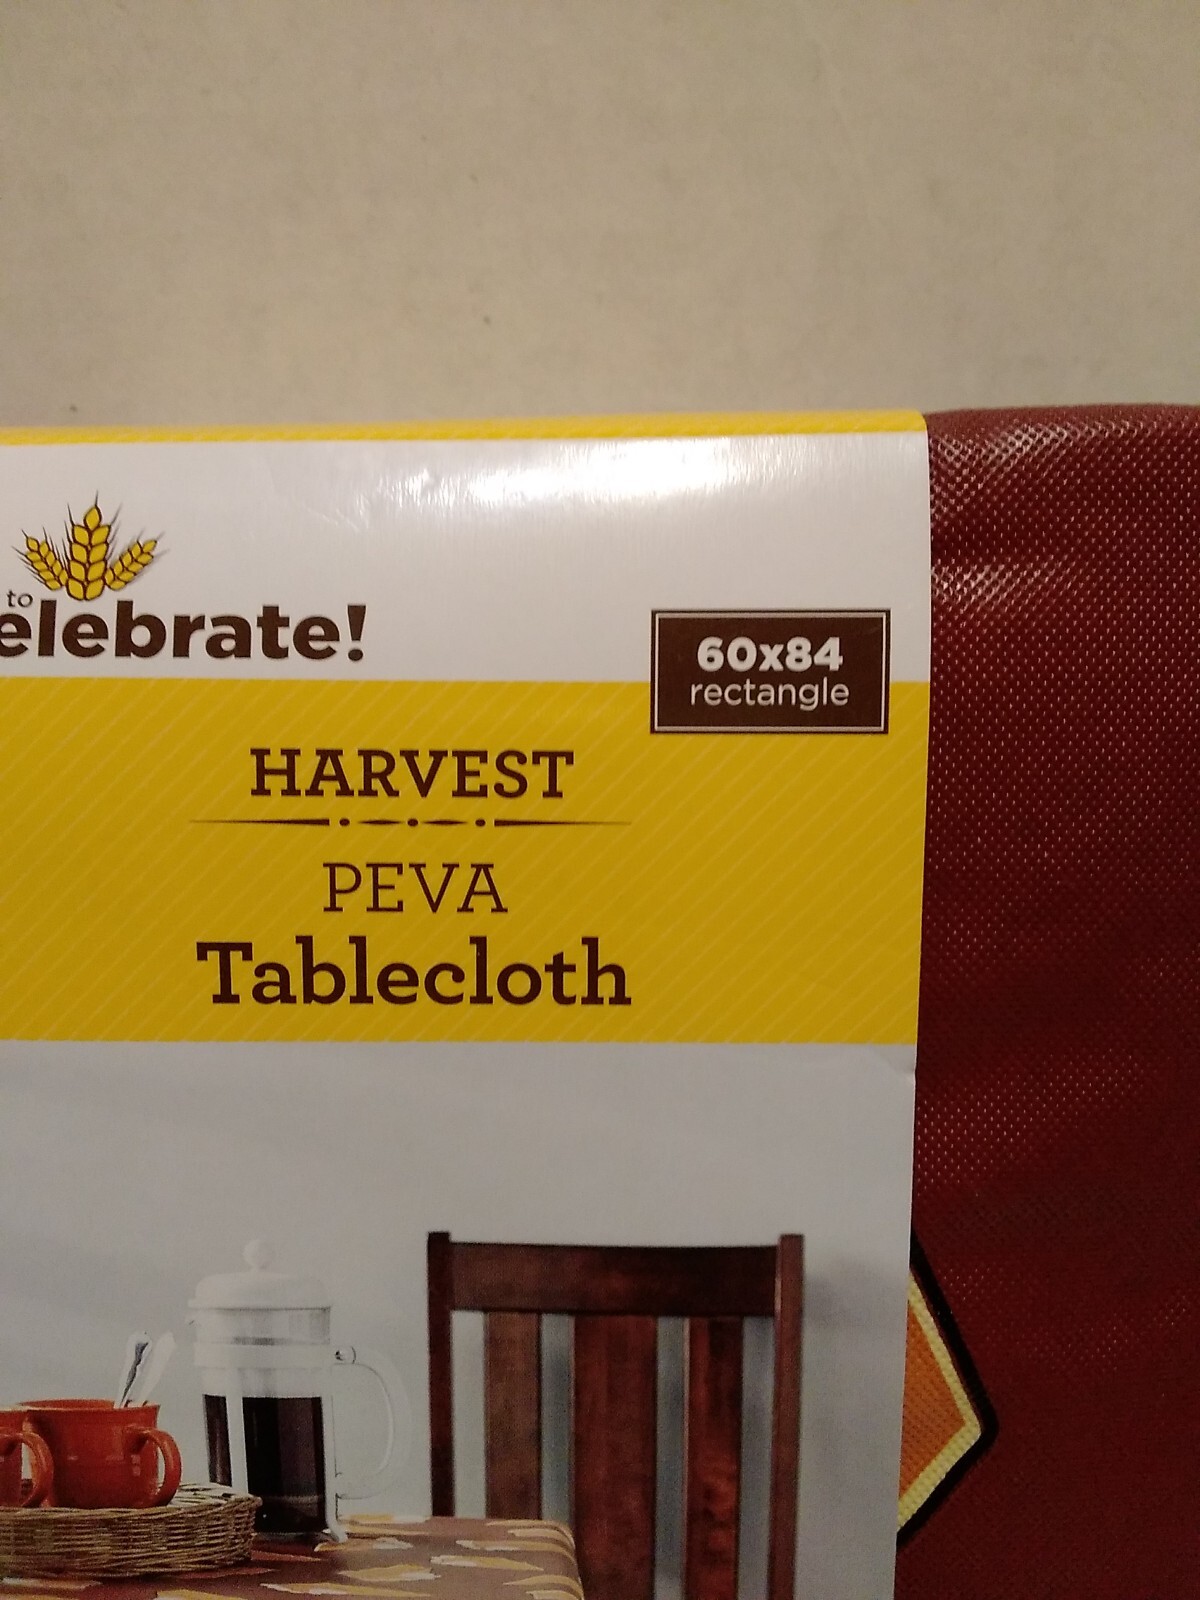 to
elebrate!
60x84
rectangle
HARVEST
PEVA
Tablecloth